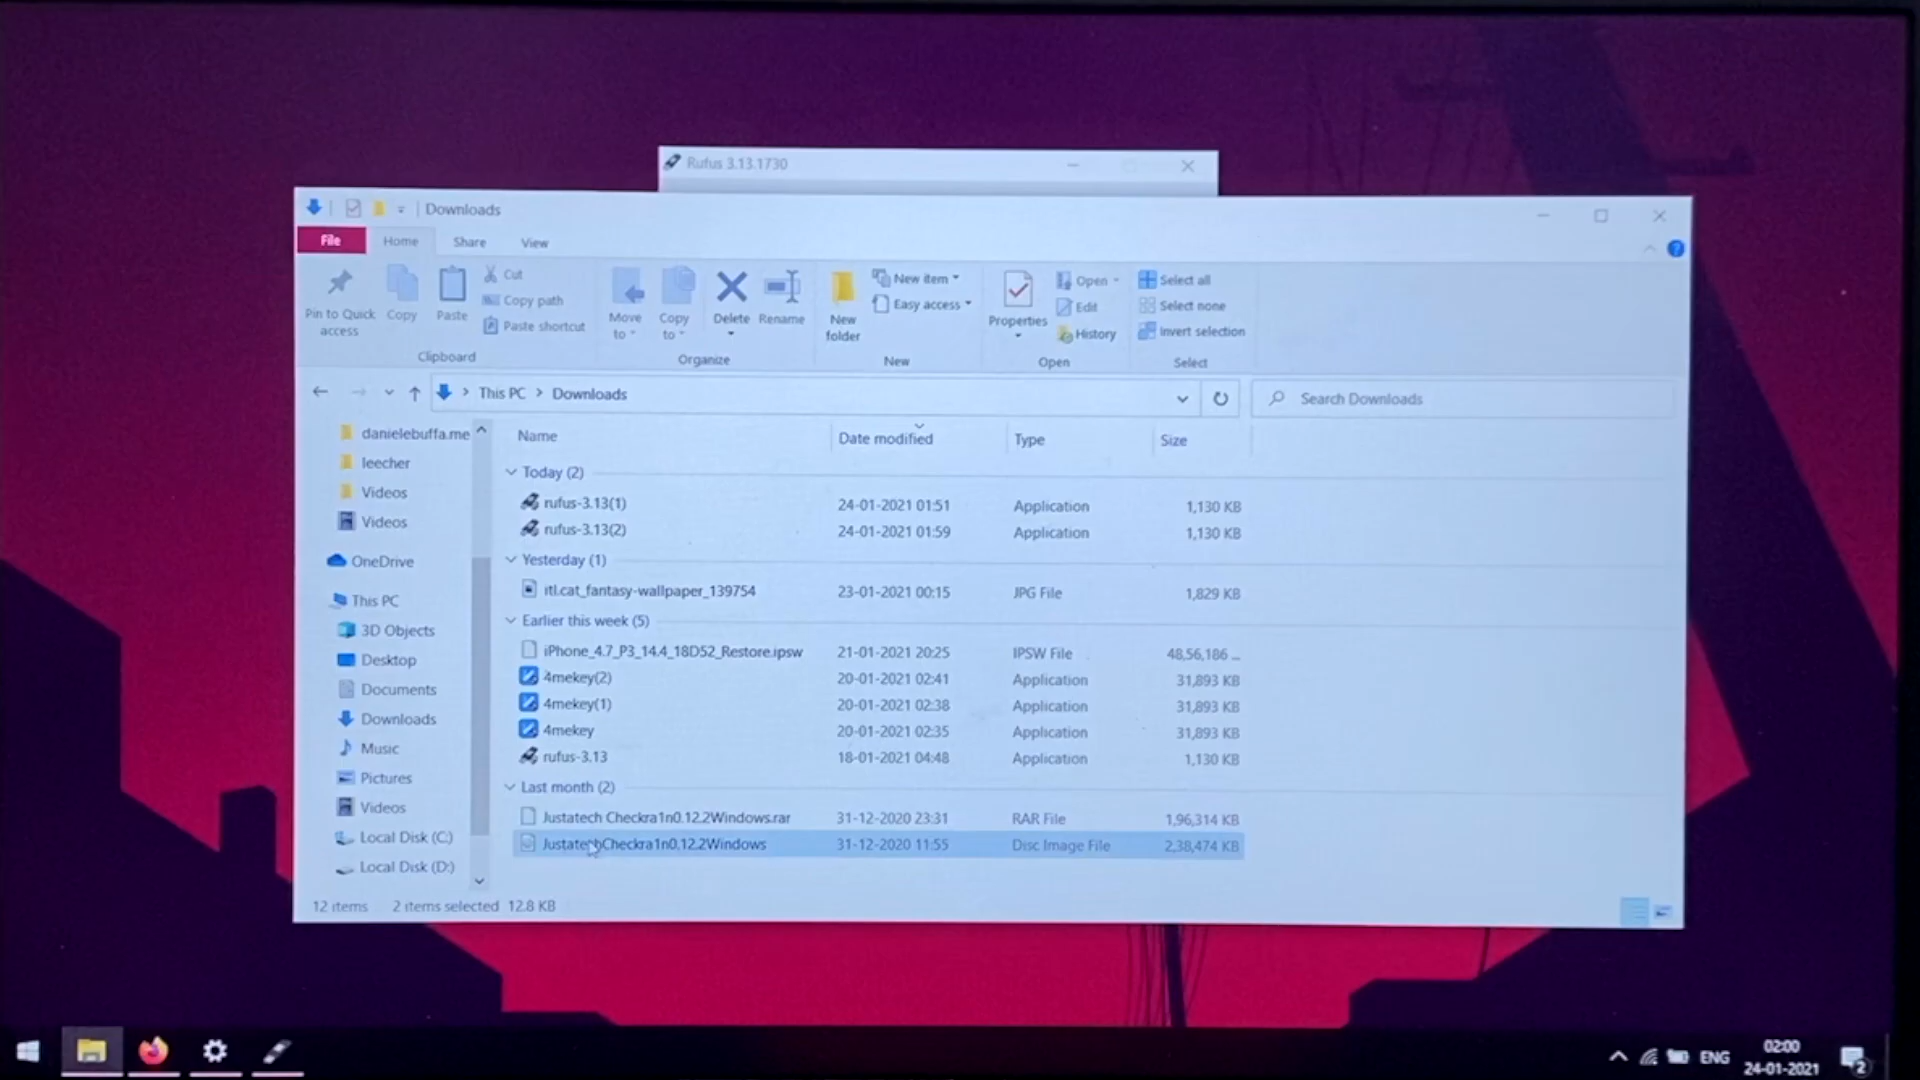 Rufus 3.13.1730
Downloads
File Home Share View
Pin to Quick access
Copy
Paste
Cut
Copy path
Paste shortcut
Clipboard
Move to
Copy to
Delete
Rename
Organize
New folder
New item
Easy access
New
Properties
Open
Edit
History
Open
Select all
Select none
Invert selection
Select
This PC > Downloads
Search Downloads
danielebuffa.me
leecher
Videos
Videos
OneDrive
This PC
3D Objects
Desktop
Documents
Downloads
Music
Pictures
Videos
Local Disk (C:)
Local Disk (D:)
Name Date modified Type Size
Today (2)
rufus-3.13(1) 24-01-2021 01:51 Application 1,130 KB
rufus-3.13(2) 24-01-2021 01:59 Application 1,130 KB
Yesterday (1)
itl.cat_fantasy-wallpaper_139754 23-01-2021 00:15 JPG File 1,829 KB
Earlier this week (5)
iPhone_4.7_P3_14.4_18D52_Restore.ipsw 21-01-2021 20:25 IPSW File 48,56,186 ...
4mekey(2) 20-01-2021 02:41 Application 31,893 KB
4mekey(1) 20-01-2021 02:38 Application 31,893 KB
4mekey 20-01-2021 02:35 Application 31,893 KB
rufus-3.13 18-01-2021 04:48 Application 1,130 KB
Last month (2)
Justatech Checkra1n0.12.2Windows.rar 31-12-2020 23:31 RAR File 1,96,314 KB
JustatechCheckra1n0.12.2Windows 31-12-2020 11:55 Disc Image File 2,38,474 KB
12 items 2 items selected 12.8 KB
ENG
02:00
24-01-2021
2